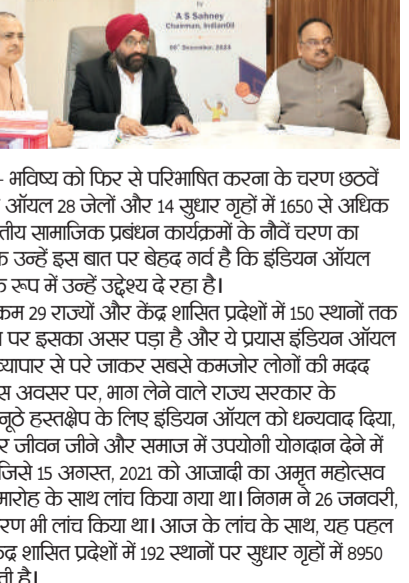 by
A S Sahney
Chairman, IndianOil
06th December, 2024
- भविष्य को फिर से परिभाषित करना के चरण छठवें
ऑयल 28 जेलों और 14 सुधार गृहों में 1650 से अधिक
तीय सामाजिक प्रबंधन कार्यक्रमों के नौवें चरण का
क उन्हें इस बात पर बेहद गर्व है कि इंडियन ऑयल
क रूप में उन्हें उद्देश्य दे रहा है।
कम 29 राज्यों और केंद्र शासित प्रदेशों में 150 स्थानों तक
पर इसका असर पड़ा है और ये प्रयास इंडियन ऑयल
व्यापार से परे जाकर सबसे कमजोर लोगों की मदद
स अवसर पर, भाग लेने वाले राज्य सरकार के
नूठे हस्तक्षेप के लिए इंडियन ऑयल को धन्यवाद दिया,
र जीवन जीने और समाज में उपयोगी योगदान देने में
जिसे 15 अगस्त, 2021 को आजादी का अमृत महोत्सव
मारोह के साथ लांच किया गया था। निगम ने 26 जनवरी,
रण भी लांच किया था। आज के लांच के साथ, यह पहल
केंद्र शासित प्रदेशों में 192 स्थानों पर सुधार गृहों में 8950
ती है।